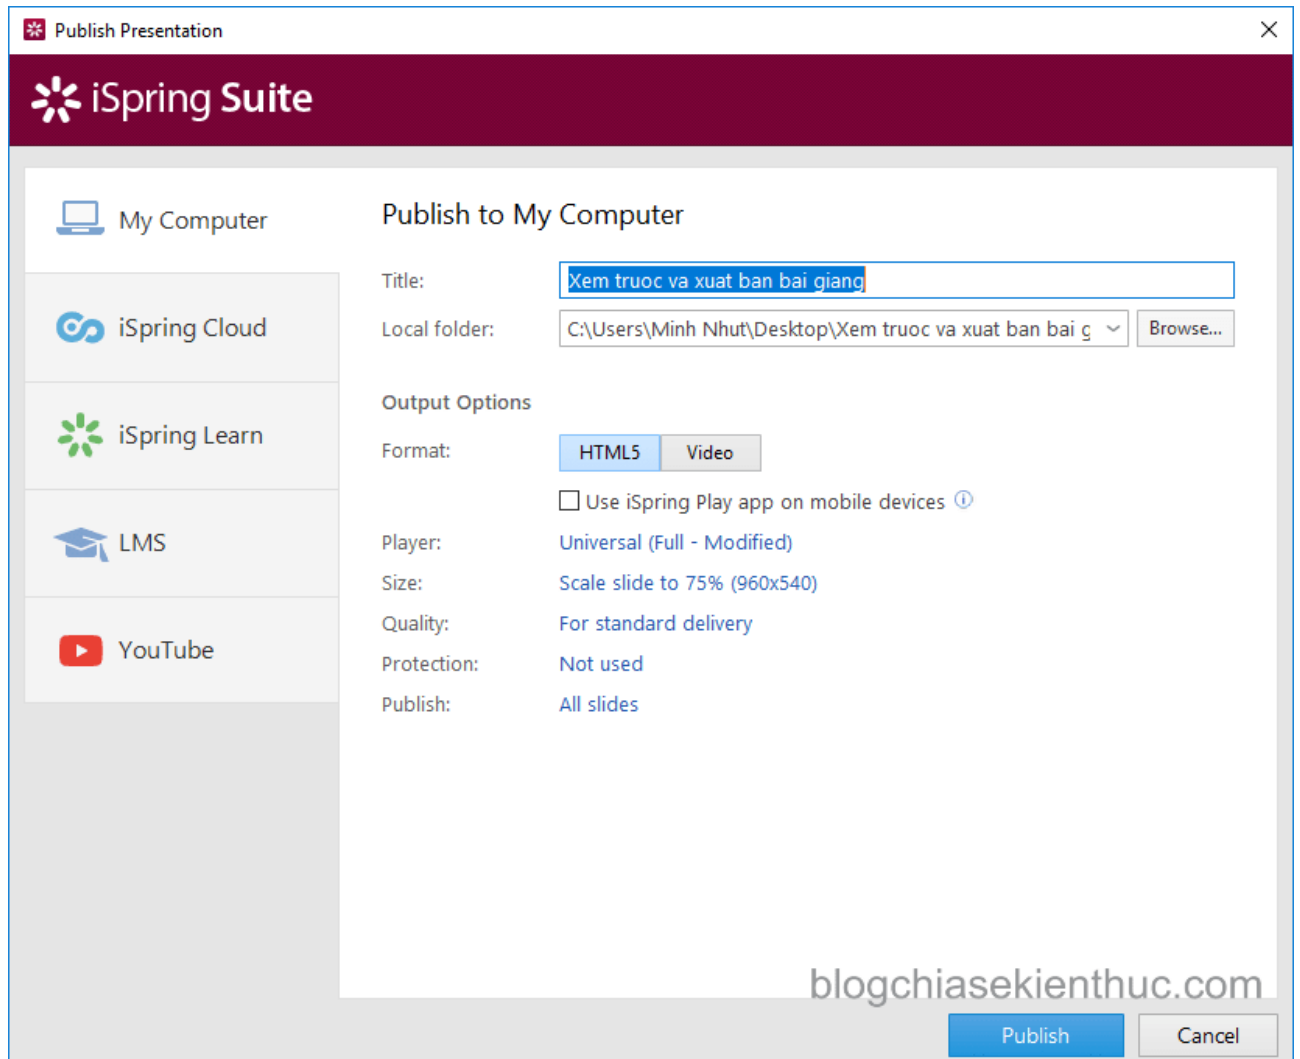 Publish Presentation
iSpring Suite
My Computer
iSpring Cloud
iSpring Learn
LMS
YouTube
Publish to My Computer
Title: Xem truoc va xuat ban bai giang
Local folder: C:\Users\Minh Nhut\Desktop\Xem truoc va xuat ban bai g Browse...
Output Options
Format: HTML5 Video
Use iSpring Play app on mobile devices
Player: Universal (Full - Modified)
Size: Scale slide to 75% (960x540)
Quality: For standard delivery
Protection: Not used
Publish: All slides
blogchiasekienthuc.com
Publish Cancel